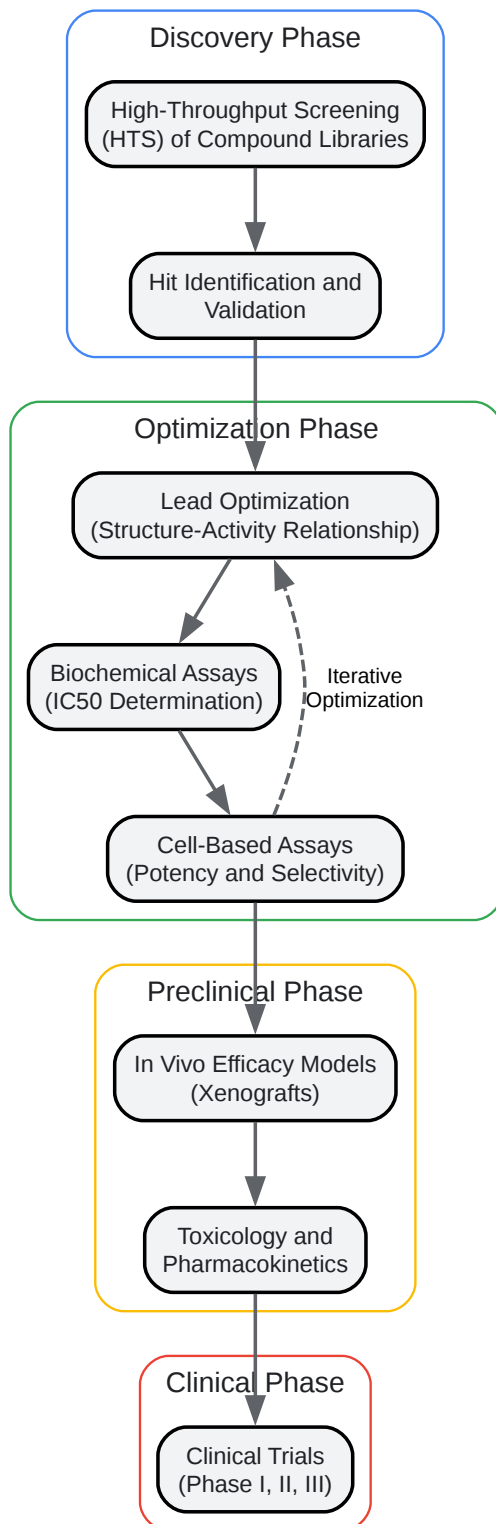 Discovery Phase
High-Throughput Screening
(HTS) of Compound Libraries
Hit Identification and
Validation
Optimization Phase
Lead Optimization
(Structure-Activity Relationship)
Biochemical Assays
(IC50 Determination)
Iterative
Optimization
Cell-Based Assays
(Potency and Selectivity)
Preclinical Phase
In Vivo Efficacy Models
(Xenografts)
Toxicology and
Pharmacokinetics
Clinical Phase
Clinical Trials
(Phase I, II, III)